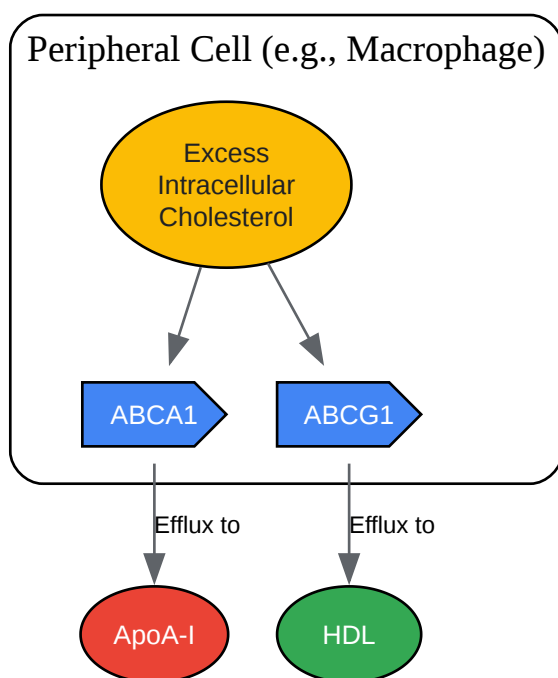 Peripheral Cell (e.g., Macrophage)
Excess
Intracellular
Cholesterol
ABCA1
ABCG1
Efflux to
Efflux to
ApoA-I
HDL